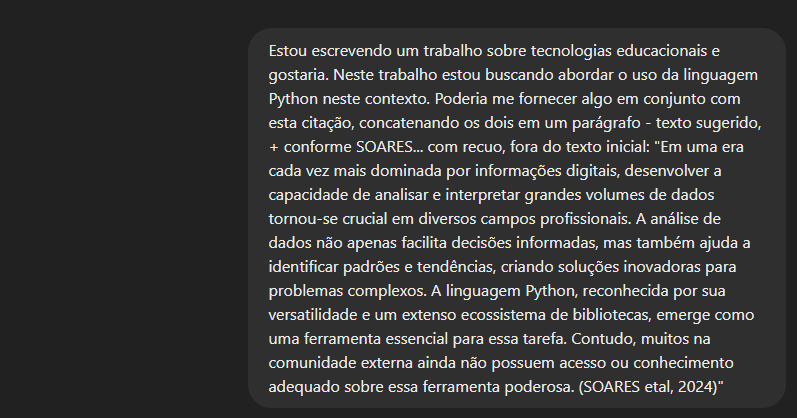 Estou escrevendo um trabalho sobre tecnologias educacionais e
gostaria. Neste trabalho estou buscando abordar o uso da linguagem
Python neste contexto. Poderia me fornecer algo em conjunto com
esta citação, concatenando os dois em um parágrafo - texto sugerido,
+ conforme SOARES... com recuo, fora do texto inicial: "Em uma era
cada vez mais dominada por informações digitais, desenvolver a
capacidade de analisar e interpretar grandes volumes de dados
tornou-se crucial em diversos campos profissionais. A análise de
dados não apenas facilita decisões informadas, mas também ajuda a
identificar padrões e tendências, criando soluções inovadoras para
problemas complexos. A linguagem Python, reconhecida por sua
versatilidade e um extenso ecossistema de bibliotecas, emerge como
uma ferramenta essencial para essa tarefa. Contudo, muitos na
comunidade externa ainda não possuem acesso ou conhecimento
adequado sobre essa ferramenta poderosa. (SOARES etal, 2024)"